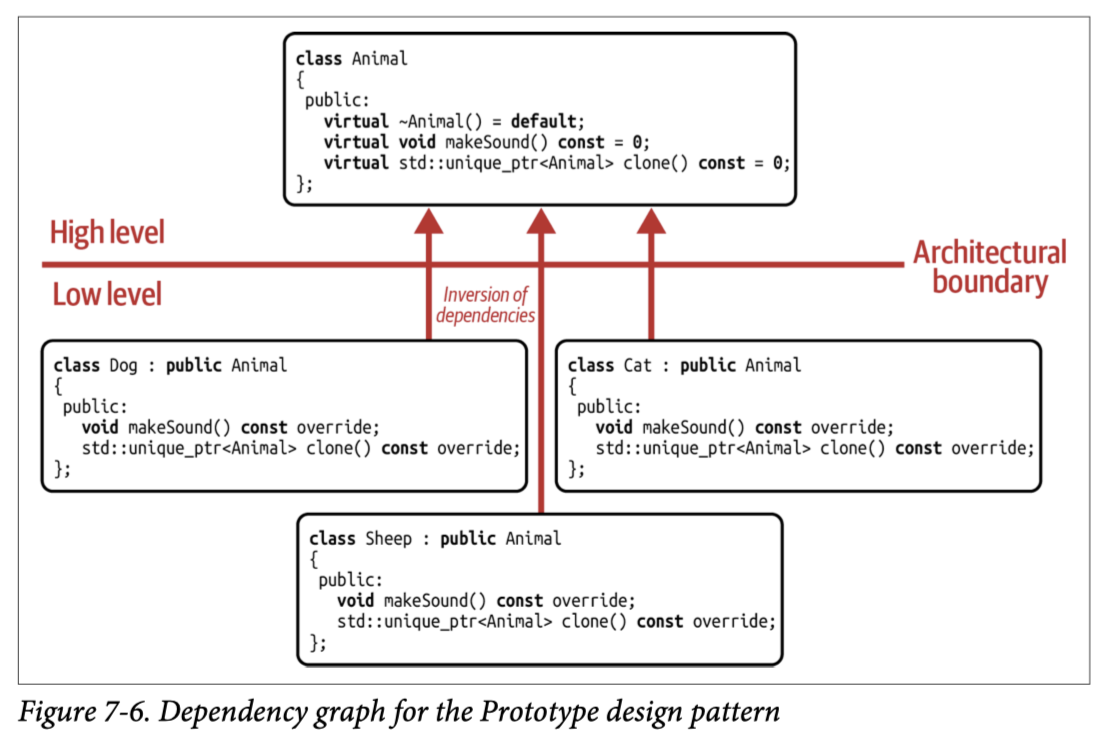 class Animal
{
 public:
   virtual ~Animal() = default;
   virtual void makeSound() const = 0;
   virtual std::unique_ptr<Animal> clone() const = 0;
};
High level
Architectural
boundary
Low level
Inversion of
dependencies
class Dog : public Animal
{
 public:
   void makeSound() const override;
   std::unique_ptr<Animal> clone() const override;
};
class Cat : public Animal
{
 public:
   void makeSound() const override;
   std::unique_ptr<Animal> clone() const override;
};
class Sheep : public Animal
{
 public:
   void makeSound() const override;
   std::unique_ptr<Animal> clone() const override;
};
Figure 7-6. Dependency graph for the Prototype design pattern